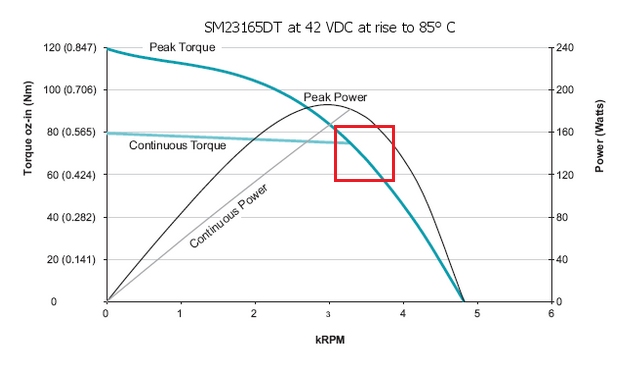 SM23165DT at 42 VDC at rise to 85º C
120 (0.847)
100 (0.706)
80 (0.565)
60 (0.424)
40 (0.282)
20 (0.141)
0
Torque oz-in (Nm)
Peak Torque
Peak Power
Continuous Torque
Continuous Power
240
200
160
120
80
40
0
Power (Watts)
0 1 2 3 4 5 6
kRPM